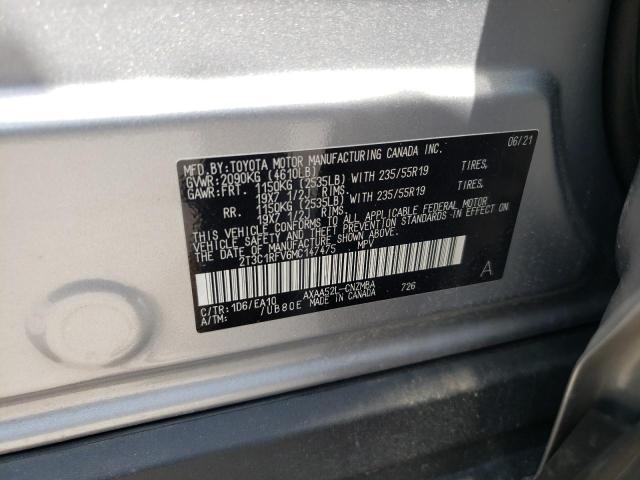 06/21
MFD.BY:TOYOTA MOTOR MANUFACTURING CANADA INC.
GVWR:2090KG (4610LB)
GAWR:FRT. 1150KG (2535LB) WITH 235/55R19 TIRES,
19X7 1/2J RIMS.
RR. 1150KG (2535LB) WITH 235/55R19 TIRES,
19X7 1/2J RIMS.
THIS VEHICLE CONFORMS TO ALL APPLICABLE FEDERAL MOTOR
VEHICLE SAFETY AND THEFT PREVENTION STANDARDS IN EFFECT ON
THE DATE OF MANUFACTURE SHOWN ABOVE.
2T3C1RFV6MC147475 MPV
A
C/TR:1D6/EA10 AXAA52L-CNZMBA 726
A/TM: /UB80E MADE IN CANADA